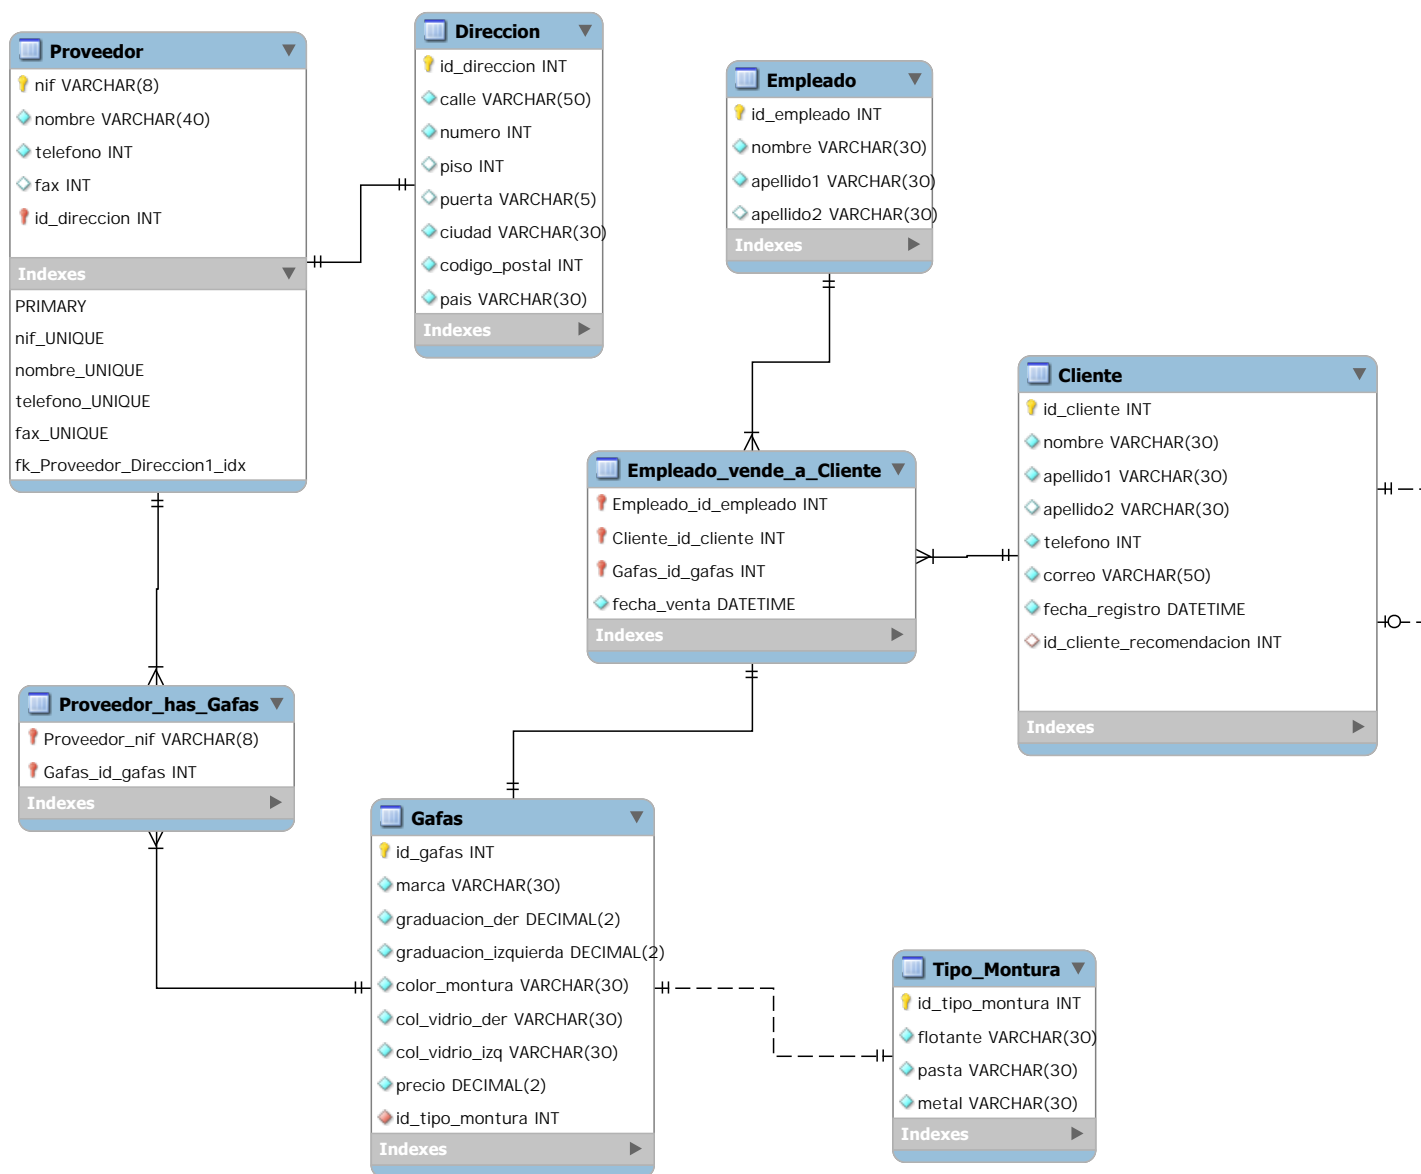 Proveedor
nif VARCHAR(8)
nombre VARCHAR(40)
telefono INT
fax INT
id_direccion INT
Indexes
PRIMARY
nif_UNIQUE
nombre_UNIQUE
telefono_UNIQUE
fax_UNIQUE
fk_Proveedor_Direccion1_idx
Direccion
id_direccion INT
calle VARCHAR(50)
numero INT
piso INT
puerta VARCHAR(5)
ciudad VARCHAR(30)
codigo_postal INT
pais VARCHAR(30)
Indexes
Empleado
id_empleado INT
nombre VARCHAR(30)
apellido1 VARCHAR(30)
apellido2 VARCHAR(30)
Indexes
Cliente
id_cliente INT
nombre VARCHAR(30)
apellido1 VARCHAR(30)
apellido2 VARCHAR(30)
telefono INT
correo VARCHAR(50)
fecha_registro DATETIME
id_cliente_recomendacion INT
Indexes
Empleado_vende_a_Cliente
Empleado_id_empleado INT
Cliente_id_cliente INT
Gafas_id_gafas INT
fecha_venta DATETIME
Indexes
Proveedor_has_Gafas
Proveedor_nif VARCHAR(8)
Gafas_id_gafas INT
Indexes
Gafas
id_gafas INT
marca VARCHAR(30)
graduacion_der DECIMAL(2)
graduacion_izquierda DECIMAL(2)
color_montura VARCHAR(30)
col_vidrio_der VARCHAR(30)
col_vidrio_izq VARCHAR(30)
precio DECIMAL(2)
id_tipo_montura INT
Indexes
Tipo_Montura
id_tipo_montura INT
flotante VARCHAR(30)
pasta VARCHAR(30)
metal VARCHAR(30)
Indexes